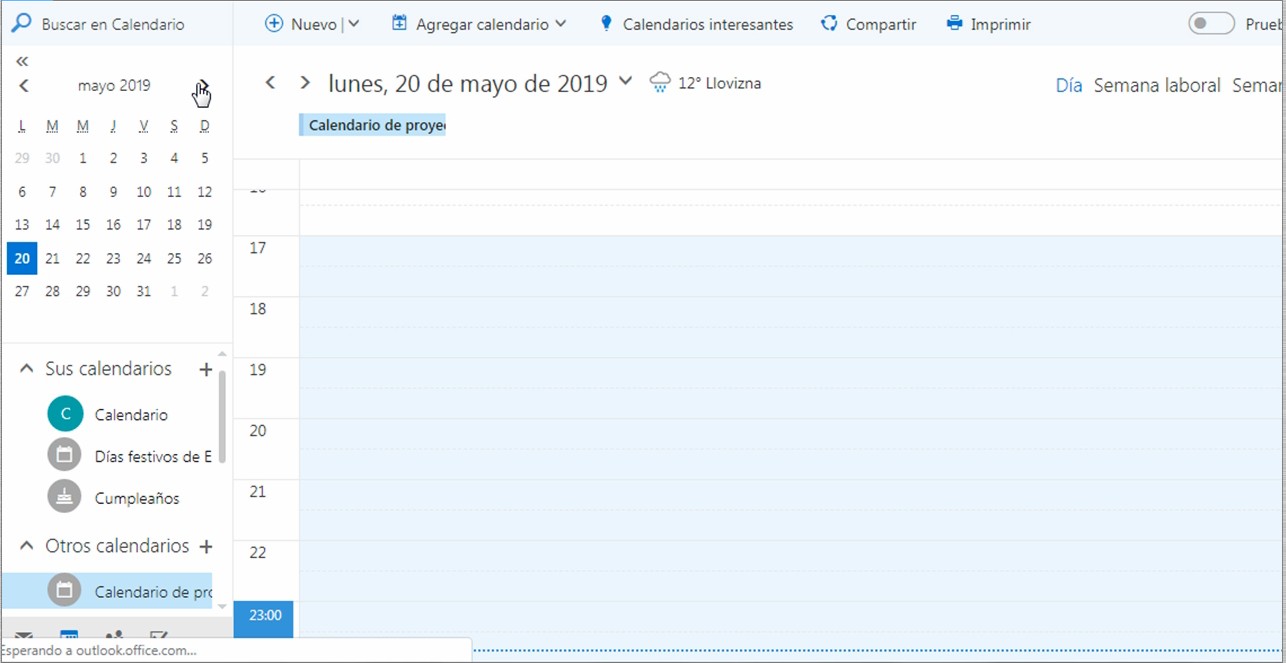 Buscar en Calendario
Nuevo | Agregar calendario Calendarios interesantes Compartir Imprimir
«
mayo 2019
L M M J V S D
29 30 1 2 3 4 5
6 7 8 9 10 11 12
13 14 15 16 17 18 19
20 21 22 23 24 25 26
27 28 29 30 31 1 2
Sus calendarios +
C Calendario
Días festivos de E
Cumpleaños
Otros calendarios +
Calendario de pro
Esperando a outlook.office.com...
lunes, 20 de mayo de 2019 12° Llovizna
Día Semana laboral
Calendario de proye
17
18
19
20
21
22
23:00